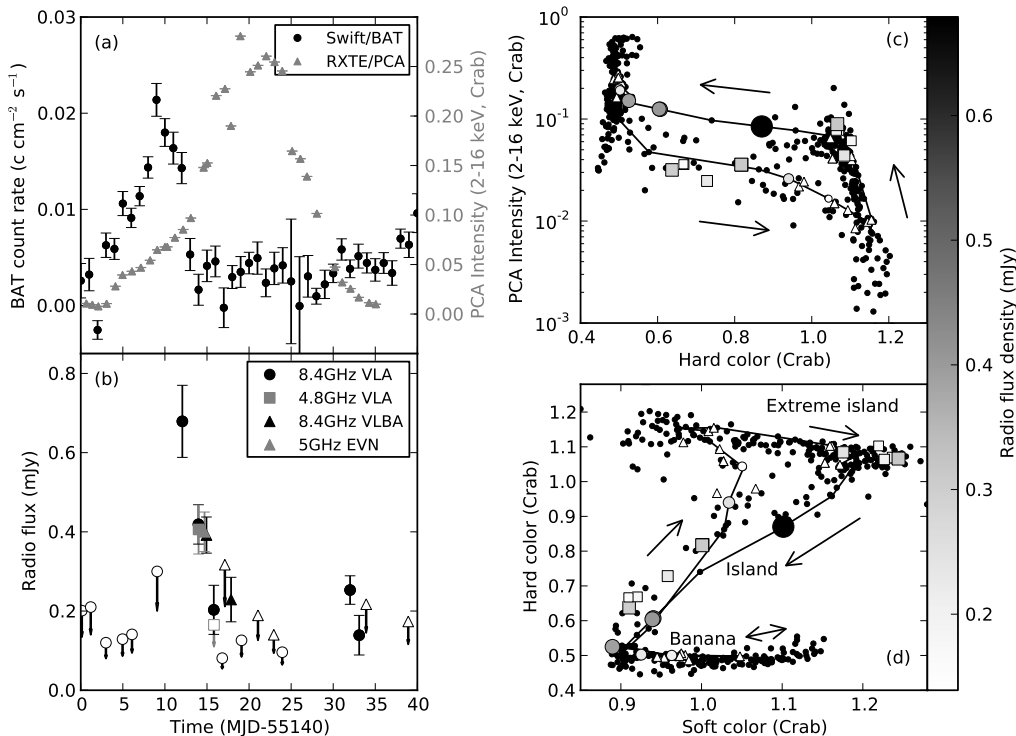 (a)
Swift/BAT
RXTE/PCA
BAT count rate (c cm⁻² s⁻¹)
0.03
0.02
0.01
0.00
PCA Intensity (2-16 keV, Crab)
0.25
0.20
0.15
0.10
0.05
0.00
(b)
8.4GHz VLA
4.8GHz VLA
8.4GHz VLBA
5GHz EVN
Radio flux (mJy)
0.8
0.6
0.4
0.2
0.0
0 5 10 15 20 25 30 35 40
Time (MJD-55140)
(c)
PCA Intensity (2-16 keV, Crab)
10⁰
10⁻¹
10⁻²
10⁻³
0.4 0.6 0.8 1.0 1.2
Hard color (Crab)
(d)
Extreme island
Island
Banana
Hard color (Crab)
1.2
1.1
1.0
0.9
0.8
0.7
0.6
0.5
0.4
0.9 1.0 1.1 1.2
Soft color (Crab)
Radio flux density (mJy)
0.6
0.5
0.4
0.3
0.2